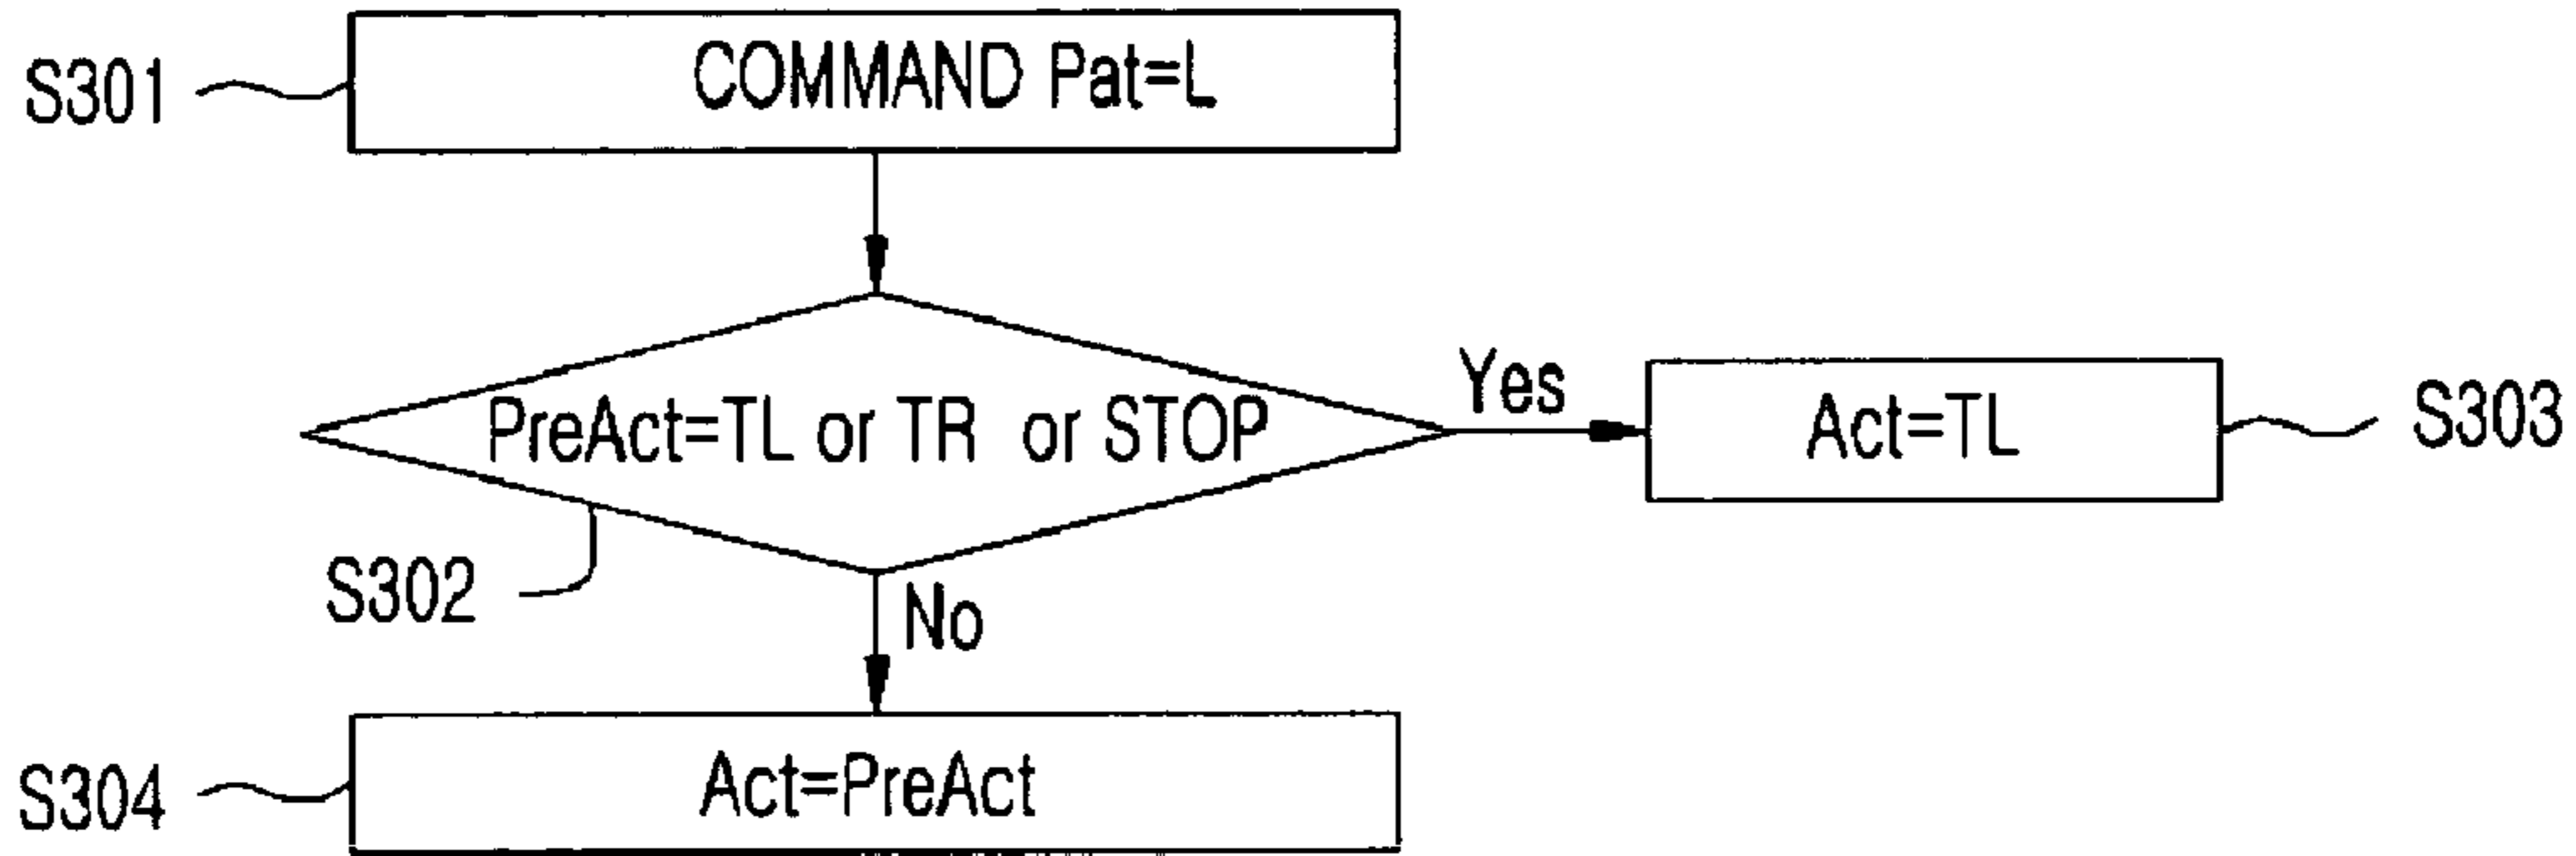 S301
COMMAND Pat=L
PreAct=TL or TR or STOP
Yes
Act=TL
S303
S302
No
S304
Act=PreAct